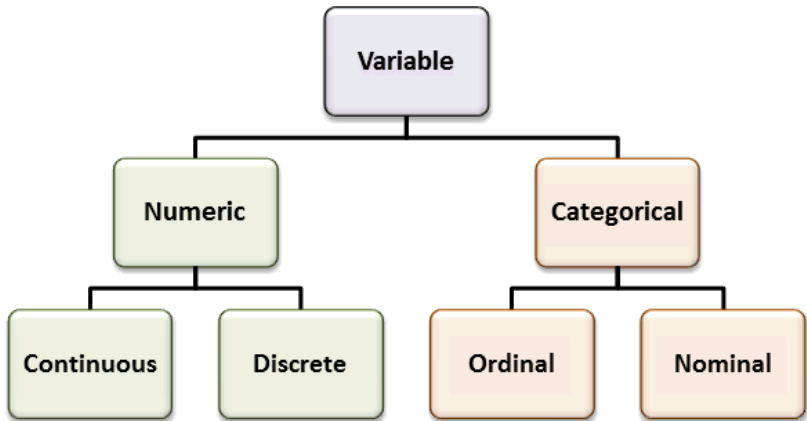 Variable
Numeric
Categorical
Continuous
Discrete
Ordinal
Nominal